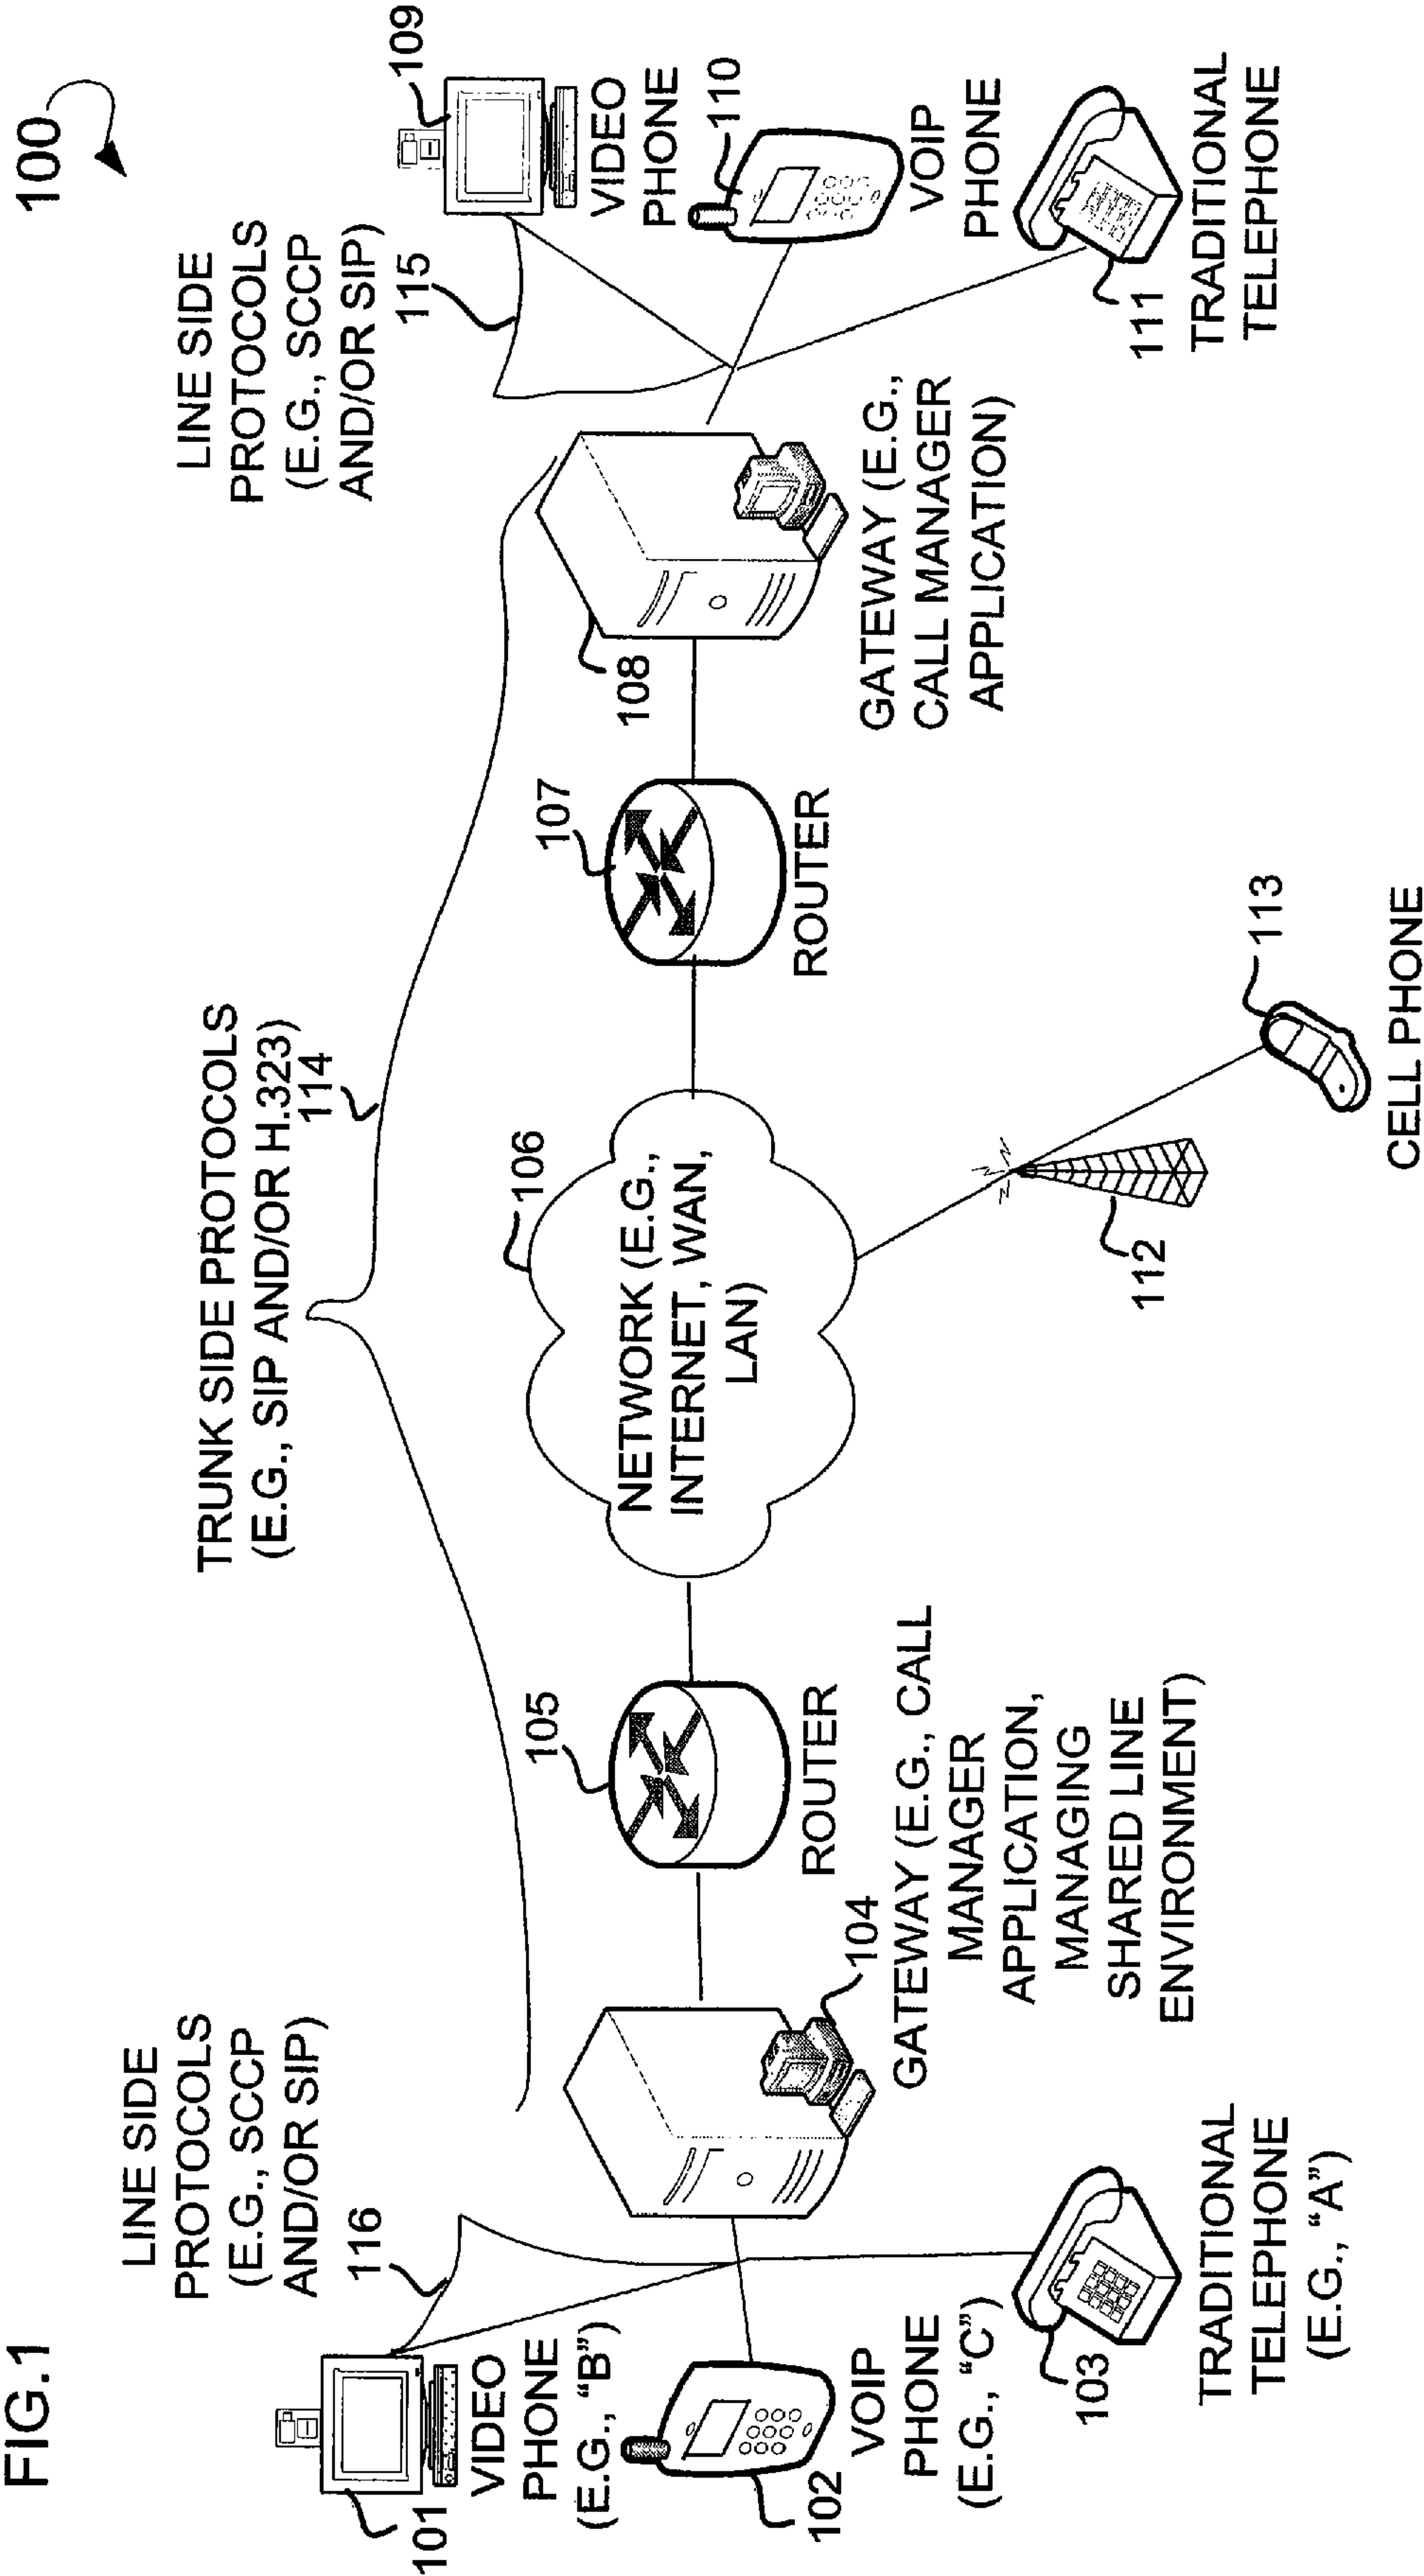 FIG.1
100
LINE SIDE
PROTOCOLS
(E.G., SCCP
AND/OR SIP)
116
TRUNK SIDE PROTOCOLS
(E.G., SIP AND/OR H.323)
114
LINE SIDE
PROTOCOLS
(E.G., SCCP
AND/OR SIP)
115
101
VIDEO
PHONE
(E.G., “B”)
102
VOIP
PHONE
(E.G., “C”)
103
TRADITIONAL
TELEPHONE
(E.G., “A”)
104
GATEWAY (E.G., CALL
MANAGER
APPLICATION,
MANAGING
SHARED LINE
ENVIRONMENT)
105
ROUTER
106
NETWORK (E.G.,
INTERNET, WAN,
LAN)
112
113
CELL PHONE
107
ROUTER
108
GATEWAY (E.G.,
CALL MANAGER
APPLICATION)
109
VIDEO
PHONE
110
VOIP
PHONE
111
TRADITIONAL
TELEPHONE